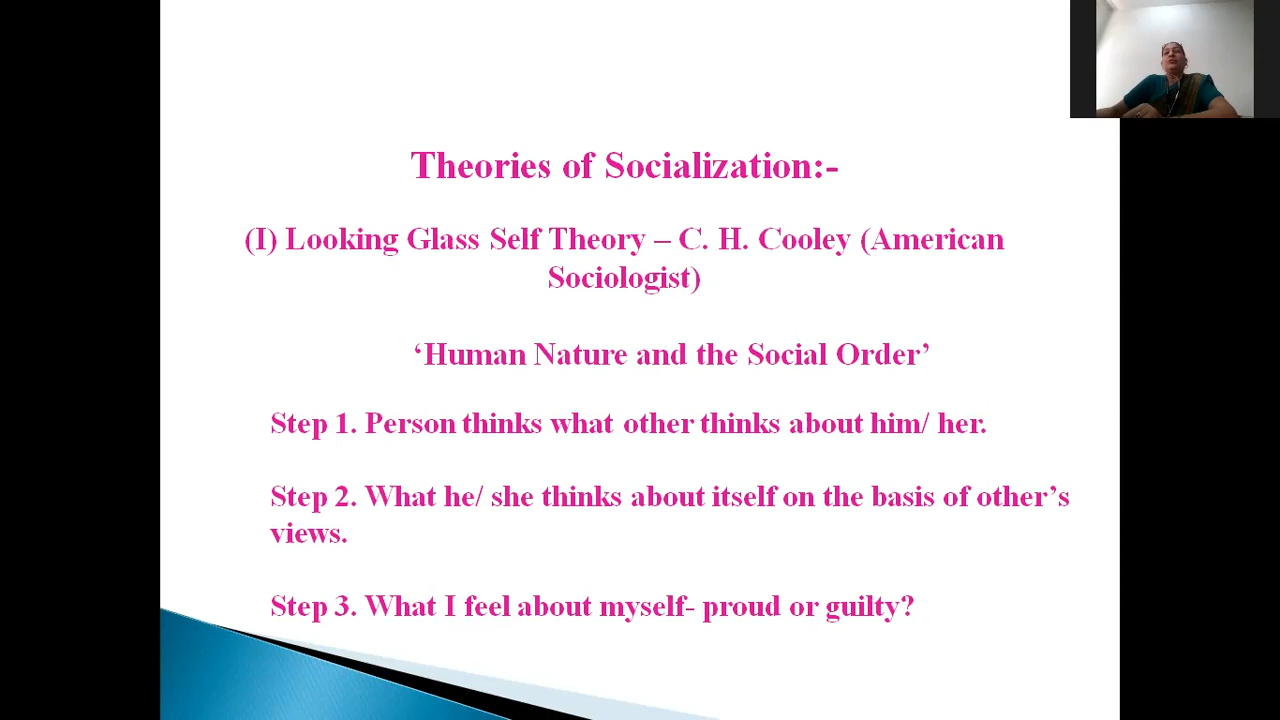 Theories of Socialization:-
(I) Looking Glass Self Theory – C. H. Cooley (American
Sociologist)
‘Human Nature and the Social Order’
Step 1. Person thinks what other thinks about him/ her.
Step 2. What he/ she thinks about itself on the basis of other’s
views.
Step 3. What I feel about myself- proud or guilty?